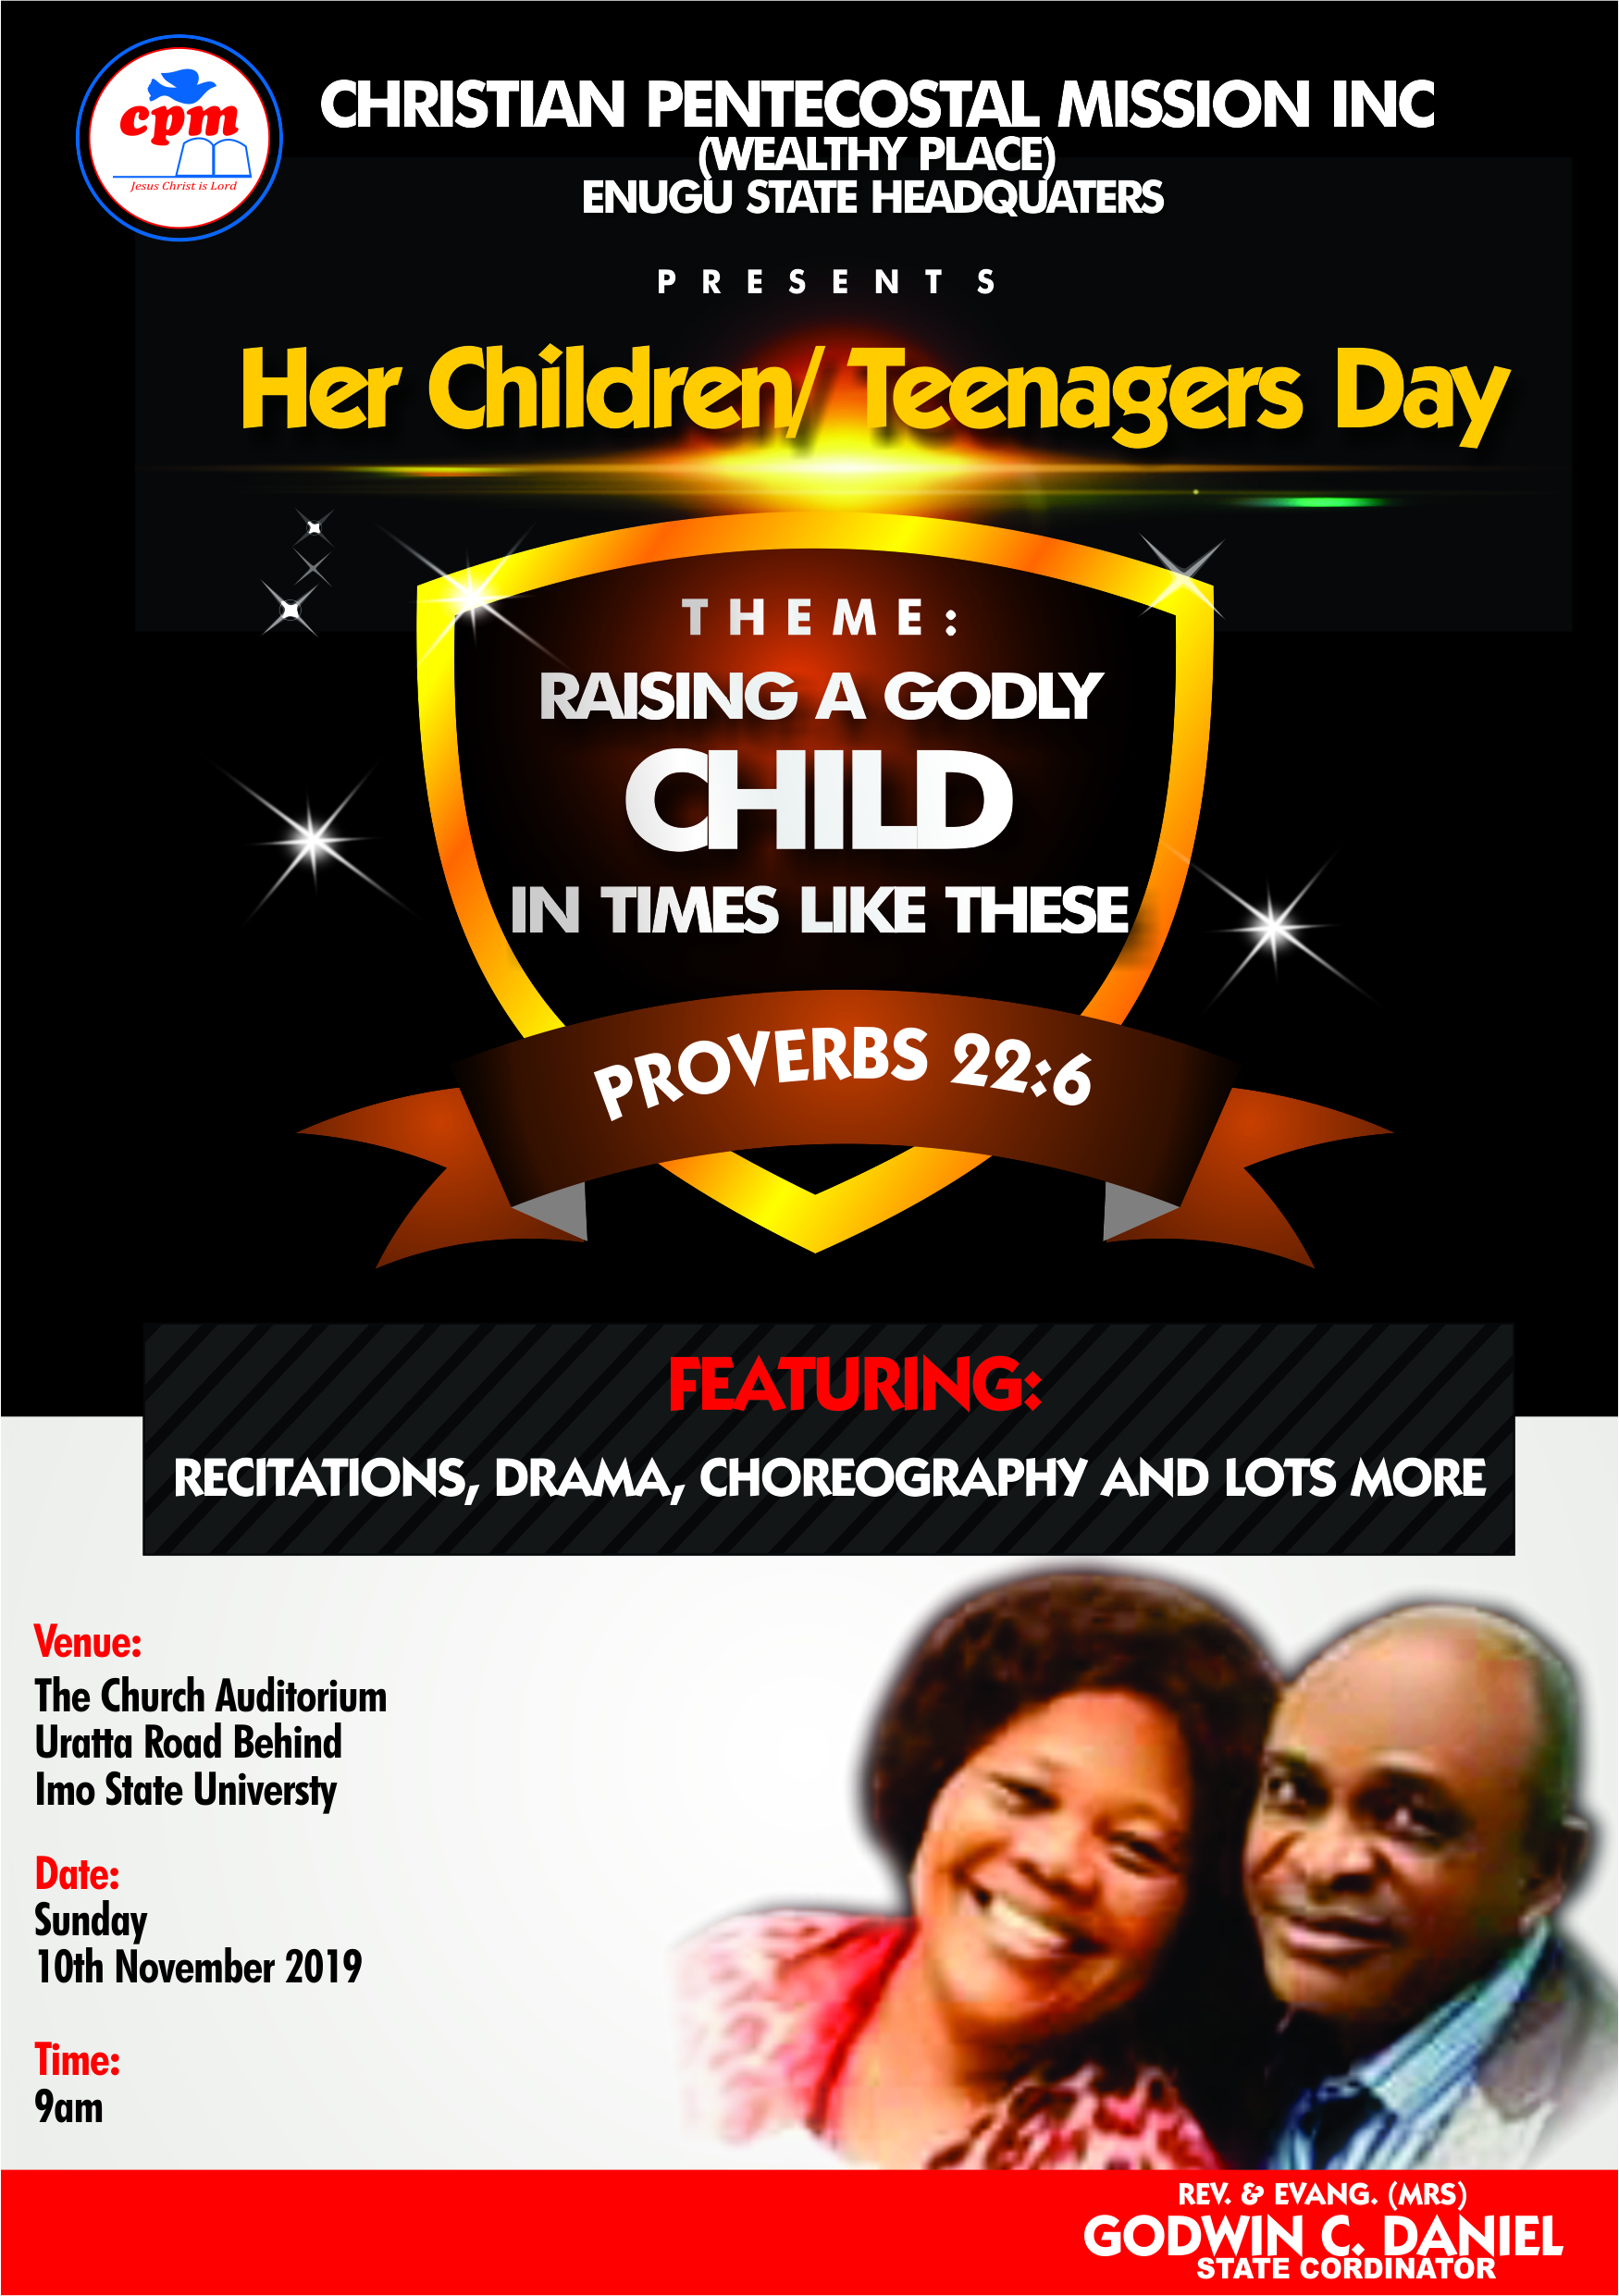 cpm
Jesus Christ is Lord
CHRISTIAN PENTECOSTAL MISSION INC
(WEALTHY PLACE)
ENUGU STATE HEADQUATERS
PRESENTS
Her Children/ Teenagers Day
THEME:
RAISING A GODLY
CHILD
IN TIMES LIKE THESE
PROVERBS 22:6
FEATURING:
RECITATIONS, DRAMA, CHOREOGRAPHY AND LOTS MORE
Venue:
The Church Auditorium
Uratta Road Behind
Imo State Universty
Date:
Sunday
10th November 2019
Time:
9am
REV. & EVANG. (MRS)
GODWIN C. DANIEL
STATE CORDINATOR